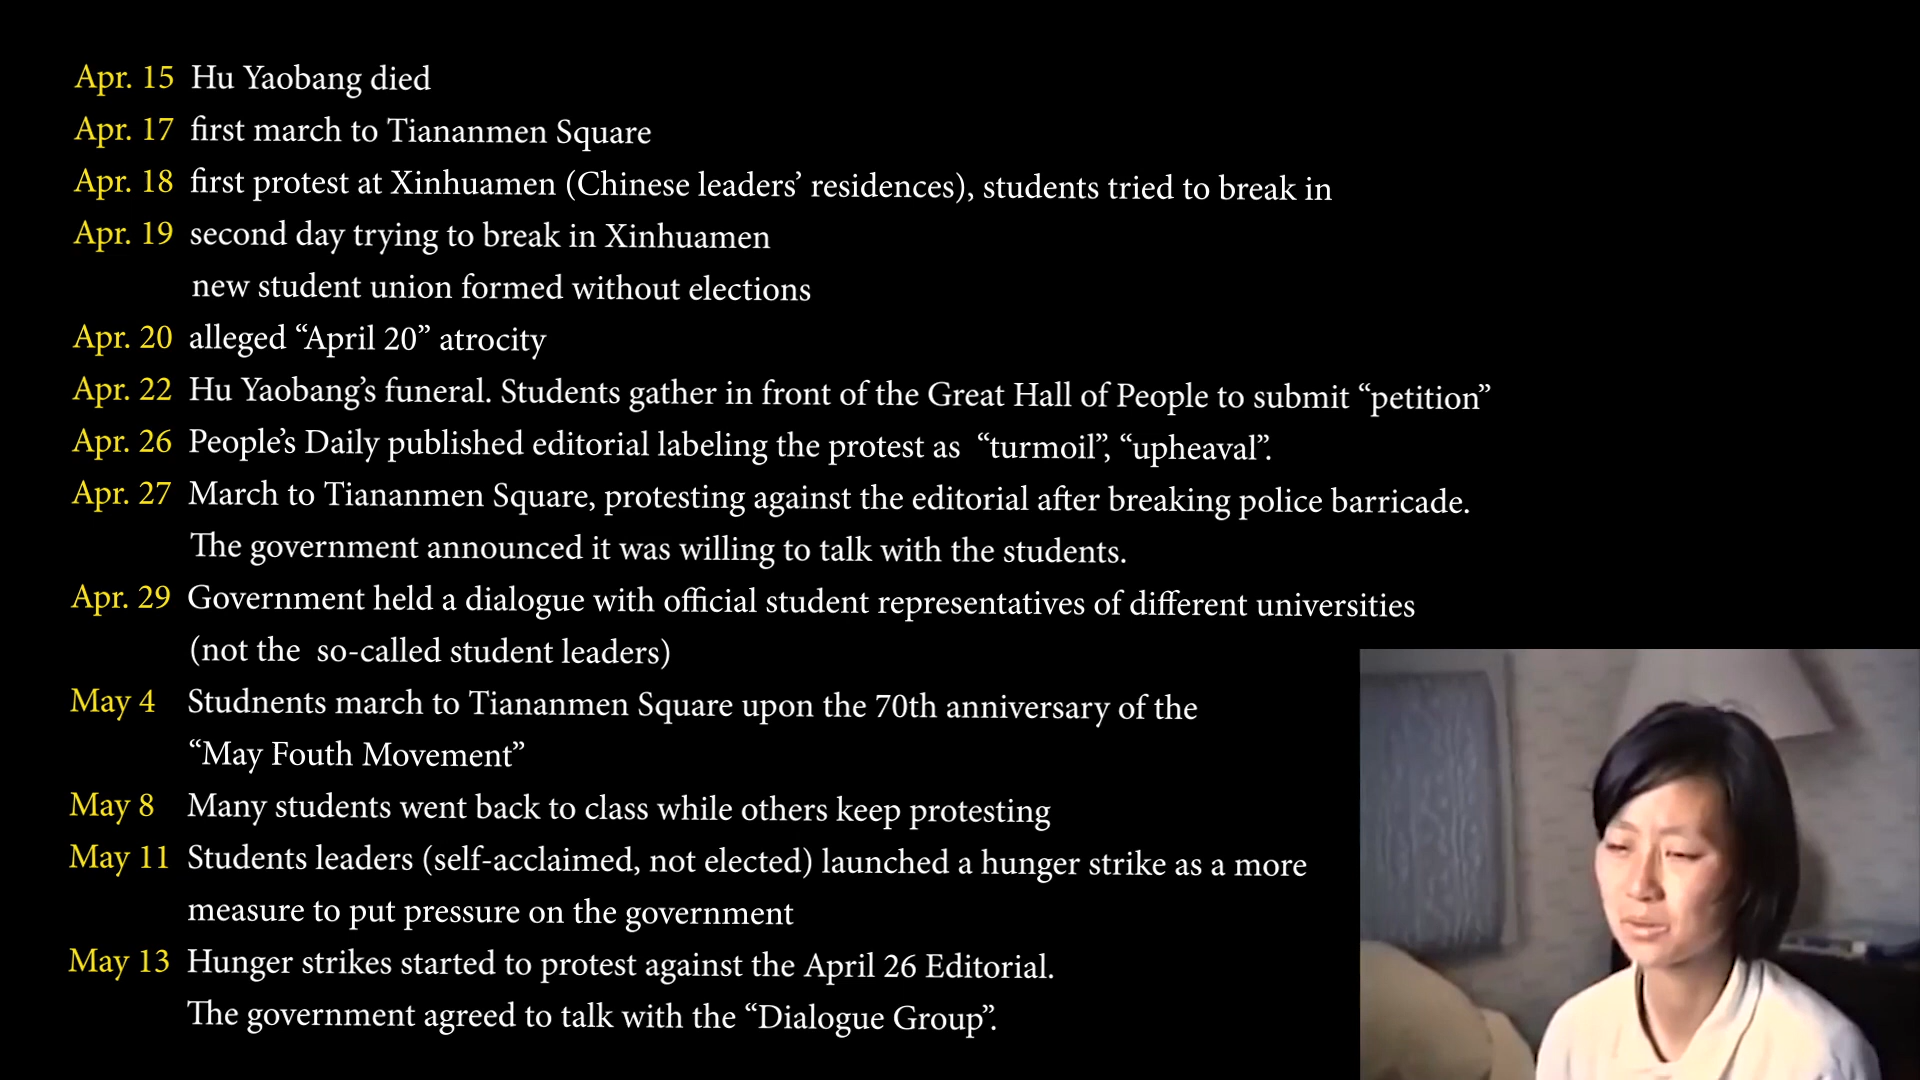 Apr. 15 Hu Yaobang died
Apr. 17 first march to Tiananmen Square
Apr. 18 first protest at Xinhuamen (Chinese leaders’ residences), students tried to break in
Apr. 19 second day trying to break in Xinhuamen
new student union formed without elections
Apr. 20 alleged “April 20” atrocity
Apr. 22 Hu Yaobang’s funeral. Students gather in front of the Great Hall of People to submit “petition”
Apr. 26 People’s Daily published editorial labeling the protest as “turmoil”, “upheaval”.
Apr. 27 March to Tiananmen Square, protesting against the editorial after breaking police barricade.
The government announced it was willing to talk with the students.
Apr. 29 Government held a dialogue with official student representatives of different universities
(not the so-called student leaders)
May 4 Studnents march to Tiananmen Square upon the 70th anniversary of the
“May Fouth Movement”
May 8 Many students went back to class while others keep protesting
May 11 Students leaders (self-acclaimed, not elected) launched a hunger strike as a more
measure to put pressure on the government
May 13 Hunger strikes started to protest against the April 26 Editorial.
The government agreed to talk with the “Dialogue Group”.